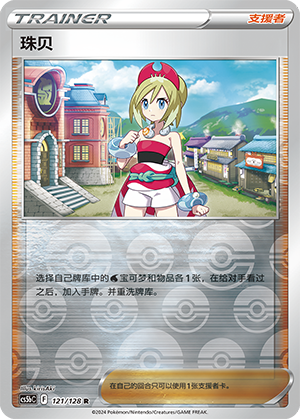 TRAINER
支援者
珠贝
选择自己牌库中的宝可梦和物品各1张，在给对手看过
之后，加入手牌。并重洗牌库。
在自己的回合只可以使用1张支援者卡。
cs5bC G 121/128 R
©2024 Pokémon/Nintendo/Creatures/GAME FREAK.